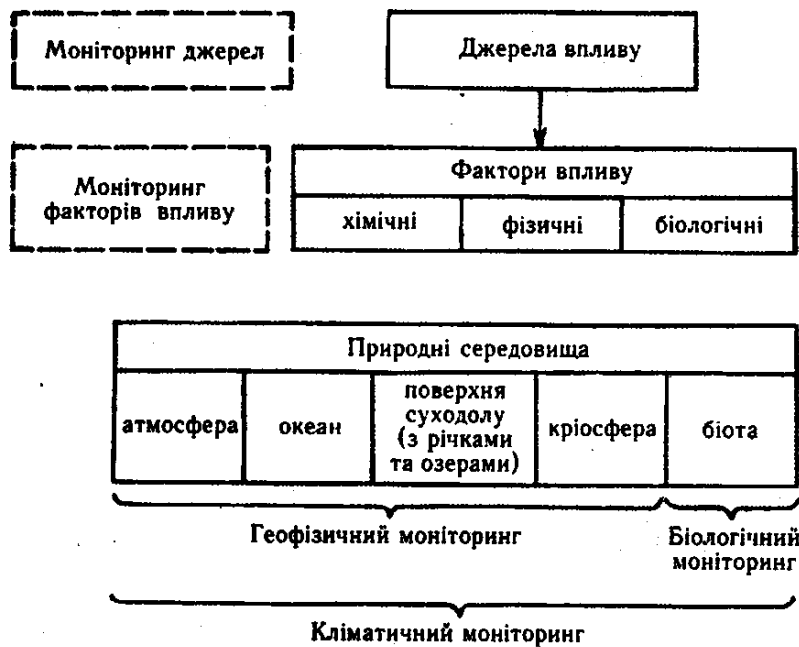 Моніторинг джерел
Джерела впливу
Моніторинг
факторів впливу
Фактори впливу
хімічні
фізичні
біологічні
Природні середовища
атмосфера
океан
поверхня
суходолу
(з річками
та озерами)
кріосфера
біота
Геофізичний моніторинг
Біологічний
моніторинг
Кліматичний моніторинг